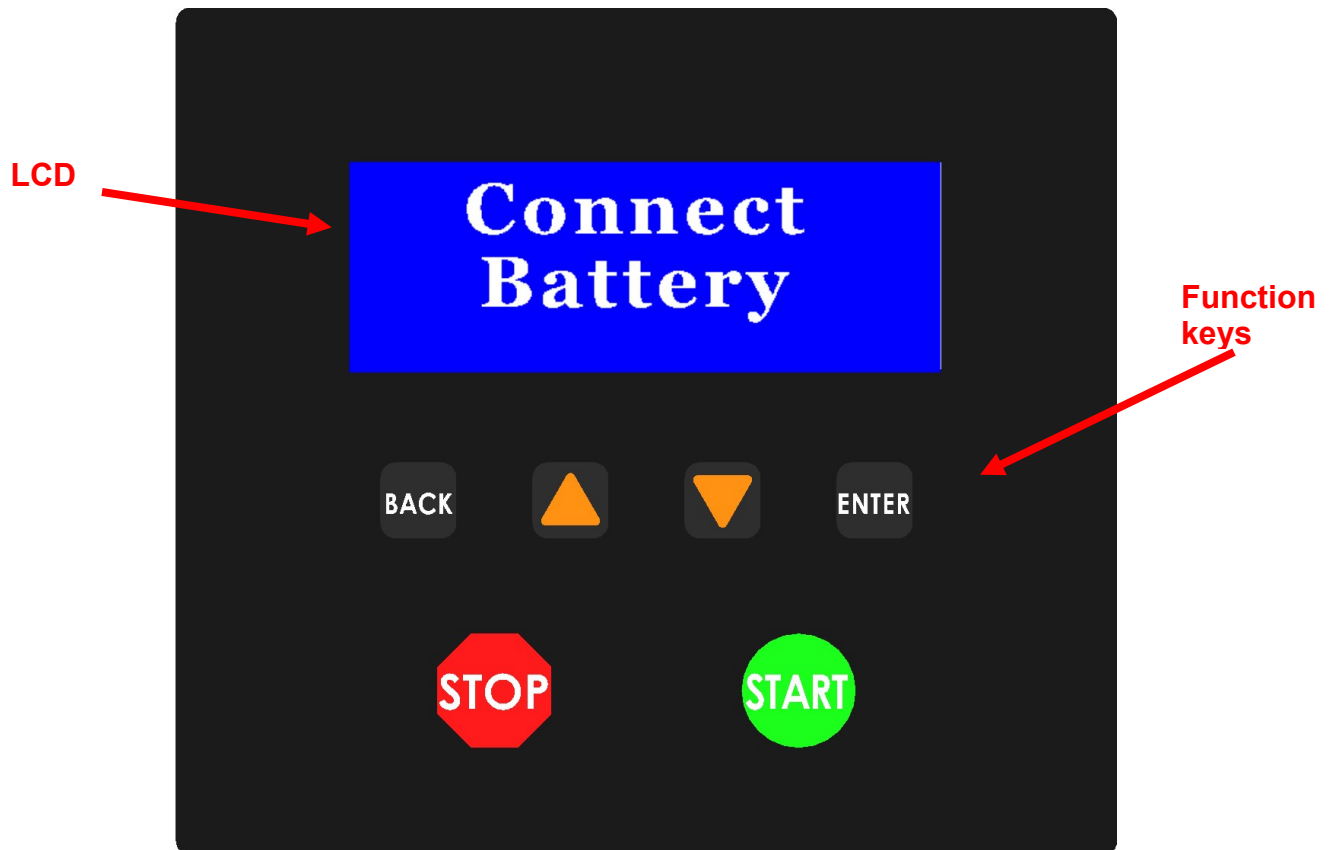 LCD
Connect
Battery
Function
keys
BACK
ENTER
STOP
START